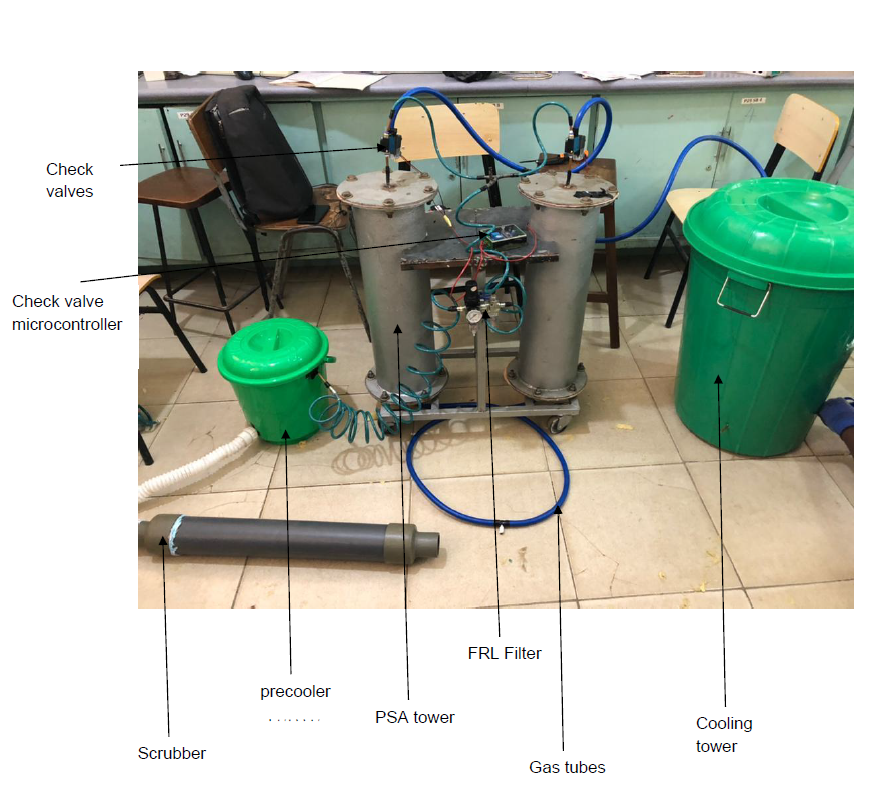 Check
valves
Check valve
microcontroller
FRL Filter
precooler
PSA tower
Scrubber
Cooling
tower
Gas tubes